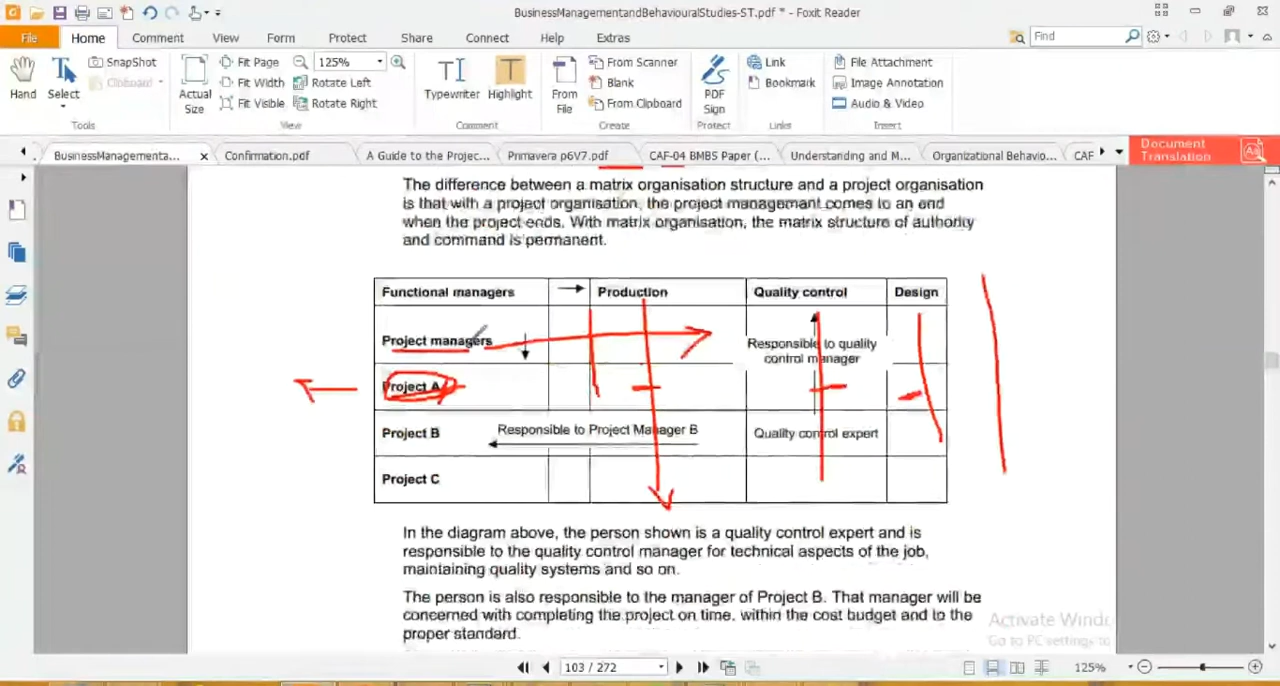 BusinessManagementandBehaviouralStudies-ST.pdf * - Foxit Reader
File Home Comment View Form Protect Share Connect Help Extras Find
SnapShot Fit Page 125% From Scanner Link File Attachment
Clipboard Fit Width Rotate Left Blank Bookmark Image Annotation
Hand Select Actual Size Fit Visible Rotate Right Typewriter Highlight From File From Clipboard PDF Sign Audio & Video
Tools View Comment Create Protect Links Insert
BusinessManagementa... x Confirmation.pdf A Guide to the Projec... Primavera p6V7.pdf CAF-04 BMBS Paper (... Understanding and M... Organizational Behavio... CAF
Document Translation
The difference between a matrix organisation structure and a project organisation
is that with a project organisation, the project management comes to an end
when the project ends. With matrix organisation, the matrix structure of authority
and command is permanent.
Functional managers → Production Quality control Design
Project managers ↓ Responsible to quality control manager
Project A
Project B Responsible to Project Manager B Quality control expert
Project C
In the diagram above, the person shown is a quality control expert and is
responsible to the quality control manager for technical aspects of the job,
maintaining quality systems and so on.
The person is also responsible to the manager of Project B. That manager will be
concerned with completing the project on time, within the cost budget and to the
proper standard.
Activate Windo
Go to PC settings to
103 / 272 125%